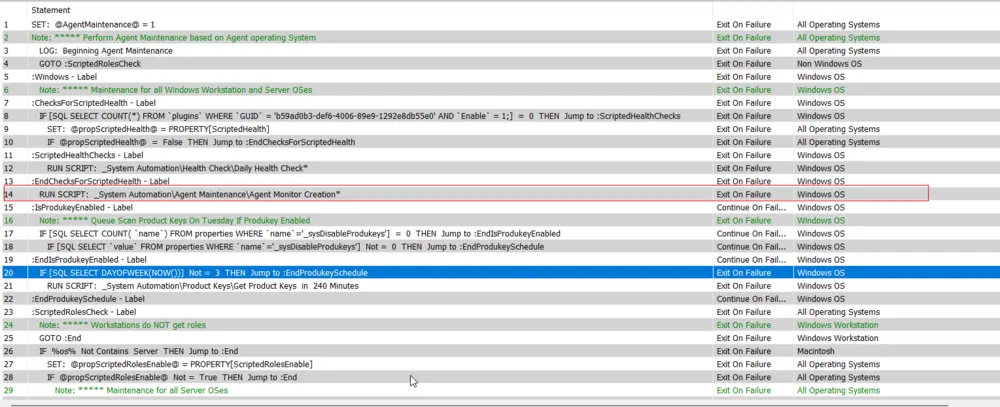 Statement
1 SET: @AgentMaintenance@ = 1 Exit On Failure All Operating Systems
2 Note: ***** Perform Agent Maintenance based on Agent operating System Exit On Failure All Operating Systems
3 LOG: Beginning Agent Maintenance Exit On Failure All Operating Systems
4 GOTO :ScriptedRolesCheck Exit On Failure Non Windows OS
5 :Windows - Label Exit On Failure Windows OS
6 Note: ***** Maintenance for all Windows Workstation and Server OSes Exit On Failure Windows OS
7 :ChecksForScriptedHealth - Label Exit On Failure Windows OS
8 IF [SQL SELECT COUNT(*) FROM `plugins` WHERE `GUID` = 'b59ad0b3-def6-4006-89e9-1292e8db55e0' AND `Enable` = 1;] = 0 THEN Jump to :ScriptedHealthChecks Exit On Failure Windows OS
9 SET: @propScriptedHealth@ = PROPERTY[ScriptedHealth] Exit On Failure All Operating Systems
10 IF @propScriptedHealth@ = False THEN Jump to :EndChecksForScriptedHealth Exit On Failure All Operating Systems
11 :ScriptedHealthChecks - Label Exit On Failure Windows OS
12 RUN SCRIPT: _System Automation\Health Check\Daily Health Check* Exit On Failure Windows OS
13 :EndChecksForScriptedHealth - Label Exit On Failure Windows OS
14 RUN SCRIPT: _System Automation\Agent Maintenance\Agent Monitor Creation* Exit On Failure Windows OS
15 :IsProdukeyEnabled - Label Continue On Fail... Windows OS
16 Note: ***** Queue Scan Product Keys On Tuesday If Produkey Enabled Exit On Failure Windows OS
17 IF [SQL SELECT COUNT( `name`) FROM properties WHERE `name`='_sysDisableProdukeys'] = 0 THEN Jump to :EndIsProdukeyEnabled Continue On Fail... Windows OS
18 IF [SQL SELECT `value` FROM properties WHERE `name`='_sysDisableProdukeys'] Not = 0 THEN Jump to :EndProdukeySchedule Continue On Fail... Windows OS
19 :EndIsProdukeyEnabled - Label Continue On Fail... Windows OS
20 IF [SQL SELECT DAYOFWEEK(NOW())] Not = 3 THEN Jump to :EndProdukeySchedule Exit On Failure Windows OS
21 RUN SCRIPT: _System Automation\Product Keys\Get Product Keys in 240 Minutes Exit On Failure Windows OS
22 :EndProdukeySchedule - Label Continue On Fail... Windows OS
23 :ScriptedRolesCheck - Label Exit On Failure All Operating Systems
24 Note: ***** Workstations do NOT get roles Exit On Failure Windows Workstation
25 GOTO :End Exit On Failure Windows Workstation
26 IF %os% Not Contains Server THEN Jump to :End Exit On Failure Macintosh
27 SET: @propScriptedRolesEnable@ = PROPERTY[ScriptedRolesEnable] Exit On Failure All Operating Systems
28 IF @propScriptedRolesEnable@ Not = True THEN Jump to :End Exit On Failure All Operating Systems
29 Note: ***** Maintenance for all Server OSes Exit On Failure All Operating Systems